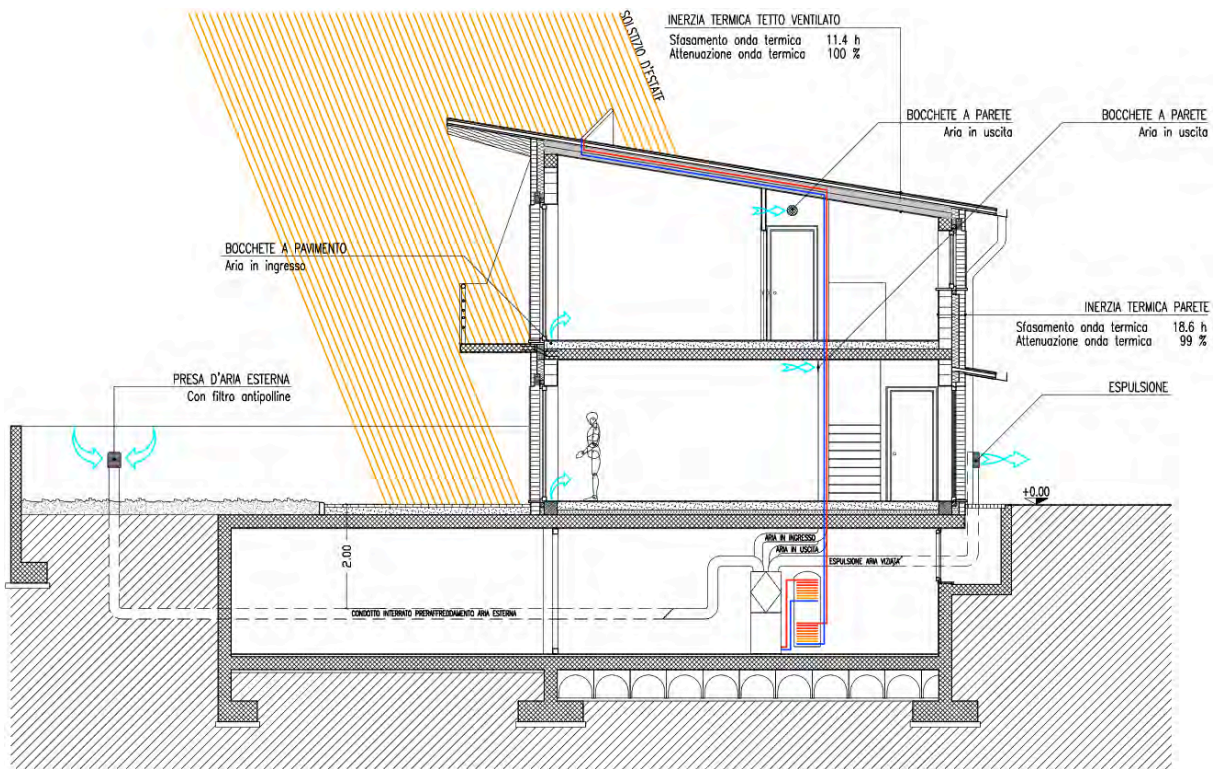 SOLSTIZIO D'ESTATE
INERZIA TERMICA TETTO VENTILATO
Sfasamento onda termica 11.4 h
Attenuazione onda termica 100 %
BOCCHETE A PARETE
Aria in uscita
BOCCHETE A PARETE
Aria in uscita
BOCCHETE A PAVIMENTO
Aria in ingresso
INERZIA TERMICA PARETE
Sfasamento onda termica 18.6 h
Attenuazione onda termica 99 %
PRESA D'ARIA ESTERNA
Con filtro antipolline
ESPULSIONE
+0.00
2.00
ARIA IN INGRESSO
ARIA IN USCITA
ESPULSIONE ARIA VIZIATA
CONDOTTO INTERRATO PRERAFFREDDAMENTO ARIA ESTERNA